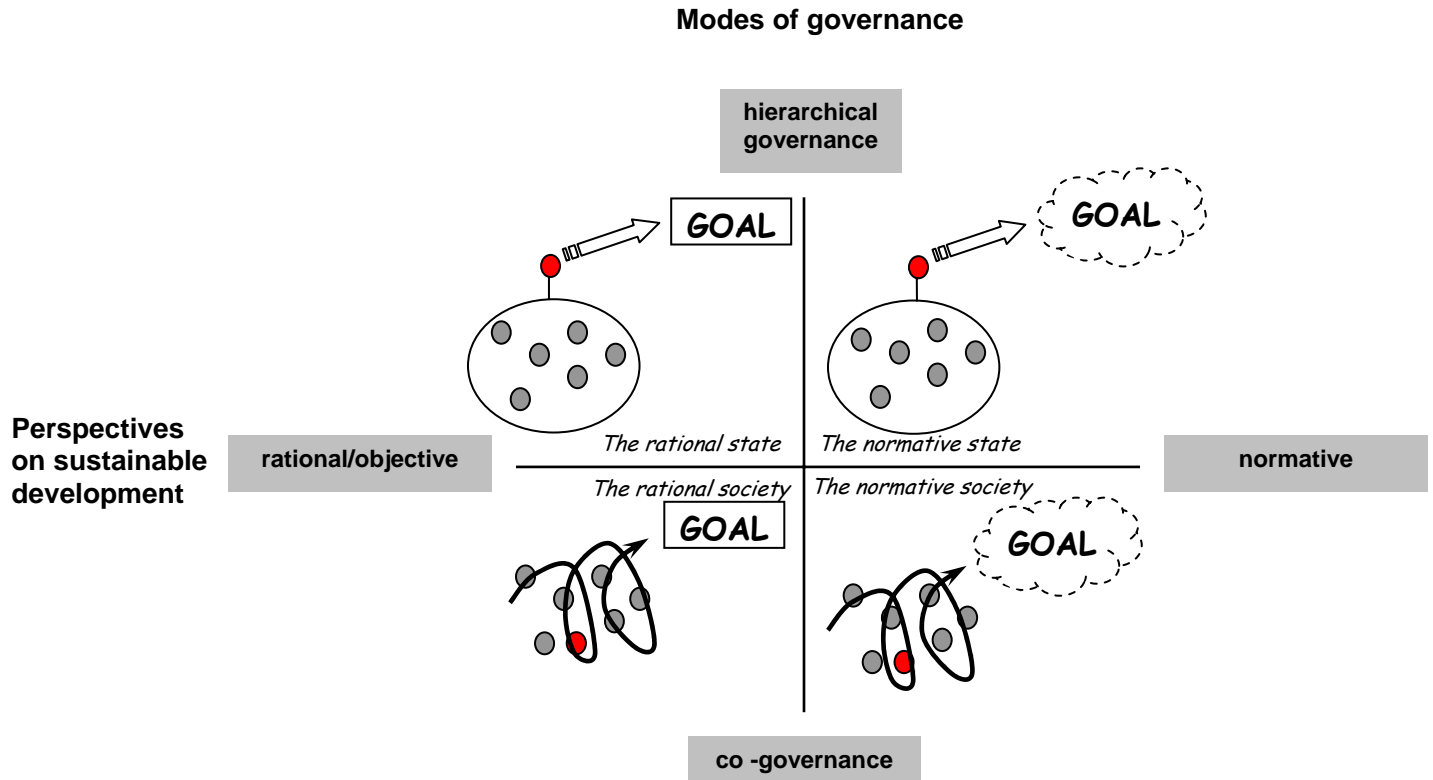 Modes of governance
hierarchical
governance
GOAL
GOAL
The rational state
The normative state
Perspectives
on sustainable
development
rational/objective
normative
The rational society
The normative society
GOAL
GOAL
co -governance